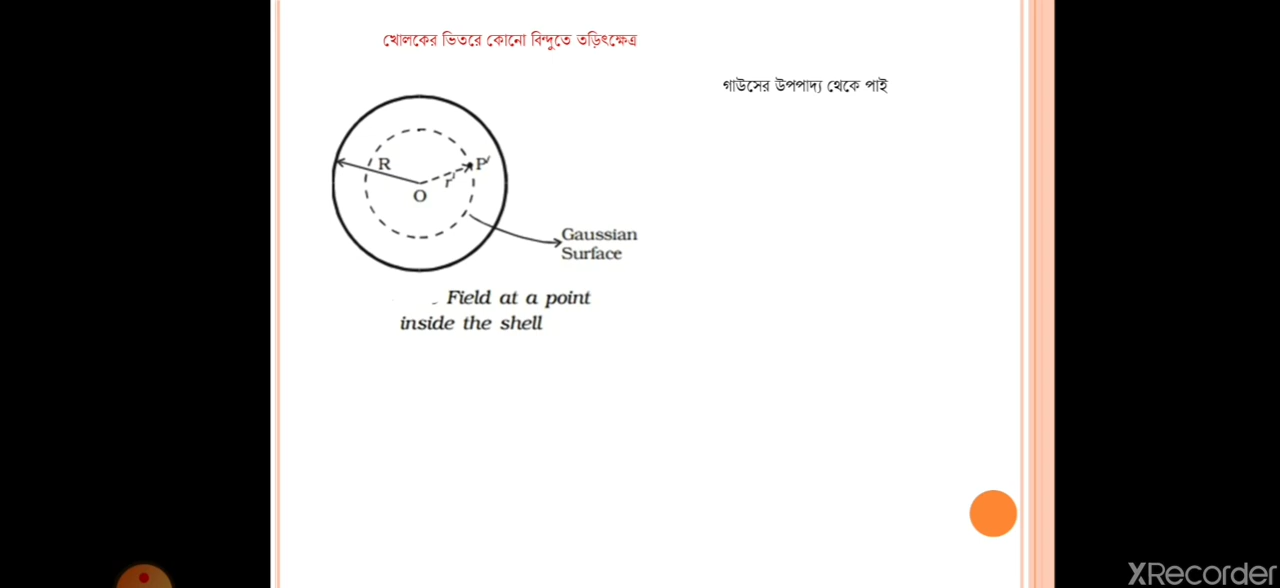 খোলকের ভিতরে কোনো বিন্দুতে তড়িৎক্ষেত্র
গাউসের উপপাদ্য থেকে পাই
R
P'
r'
O
Gaussian
Surface
Field at a point
inside the shell
XRecorder